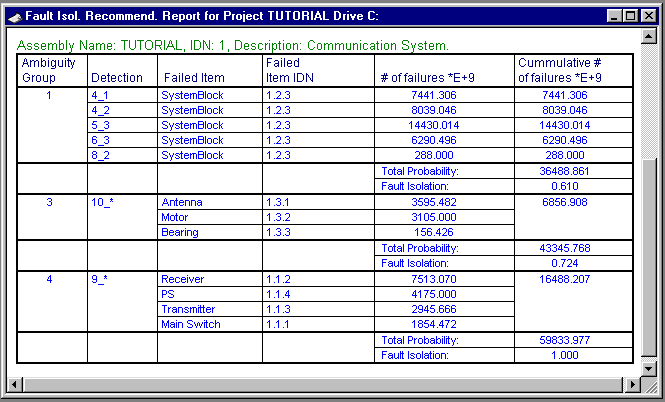 Fault Isol. Recommend. Report for Project TUTORIAL Drive C:
Assembly Name: TUTORIAL, IDN: 1, Description: Communication System.
Ambiguity Group Detection Failed Item Failed Item IDN # of failures *E+9 Cummulative # of failures *E+9
1 4_1 SystemBlock 1.2.3 7441.306 7441.306
4_2 SystemBlock 1.2.3 8039.046 8039.046
5_3 SystemBlock 1.2.3 14430.014 14430.014
6_3 SystemBlock 1.2.3 6290.496 6290.496
8_2 SystemBlock 1.2.3 288.000 288.000
Total Probability: 36488.861
Fault Isolation: 0.610
3 10_* Antenna 1.3.1 3595.482 6856.908
Motor 1.3.2 3105.000
Bearing 1.3.3 156.426
Total Probability: 43345.768
Fault Isolation: 0.724
4 9_* Receiver 1.1.2 7513.070 16488.207
PS 1.1.4 4175.000
Transmitter 1.1.3 2945.666
Main Switch 1.1.1 1854.472
Total Probability: 59833.977
Fault Isolation: 1.000